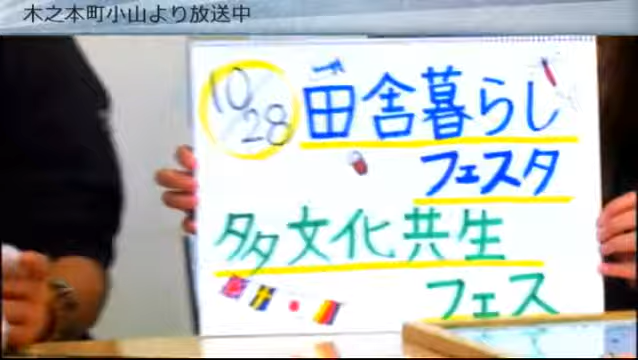 木之本町小山より放送中
10/28
田舎暮らし
フェスタ
多文化共生
フェス